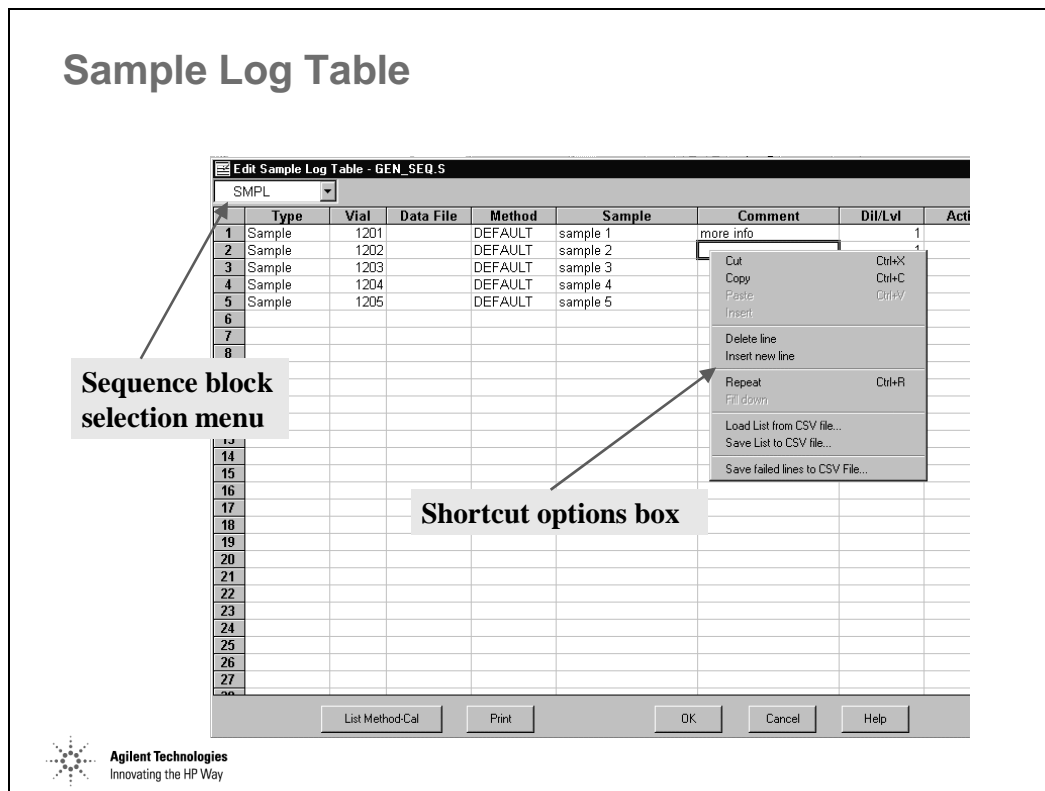 Sample Log Table
Edit Sample Log Table - GEN_SEQ.S
SMPL
Type Vial Data File Method Sample Comment Dil/Lvl Acti
1 Sample 1201 DEFAULT sample 1 more info 1
2 Sample 1202 DEFAULT sample 2 1
3 Sample 1203 DEFAULT sample 3
4 Sample 1204 DEFAULT sample 4
5 Sample 1205 DEFAULT sample 5
6
7
8
Cut Ctrl+X
Copy Ctrl+C
Paste Ctrl+V
Insert
Delete line
Insert new line
Repeat Ctrl+R
Fill down
Load List from CSV file...
Save List to CSV file...
Save failed lines to CSV File...
Sequence block
selection menu
13
14
15
16
17
18
19
20
21
22
23
24
25
26
27
Shortcut options box
List Method-Cal Print OK Cancel Help
Agilent Technologies
Innovating the HP Way